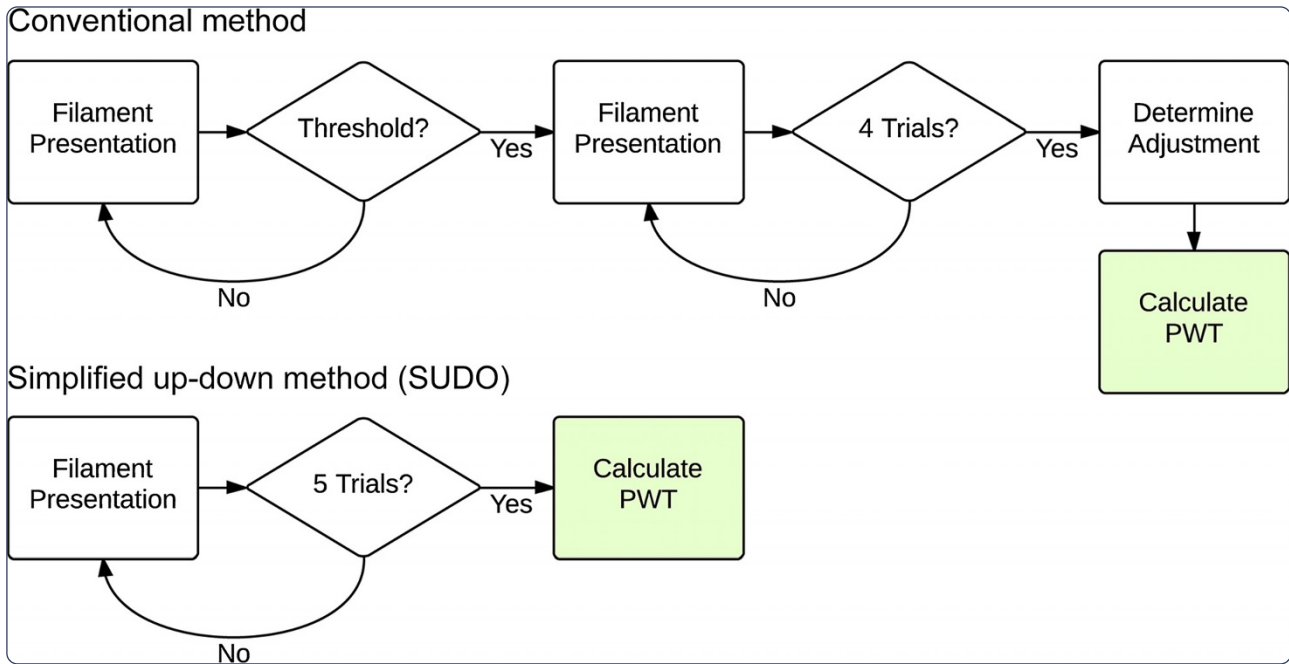 Conventional method
Filament
Presentation
Threshold?
Yes
No
Filament
Presentation
4 Trials?
Yes
No
Determine
Adjustment
Calculate
PWT
Simplified up-down method (SUDO)
Filament
Presentation
5 Trials?
Yes
No
Calculate
PWT